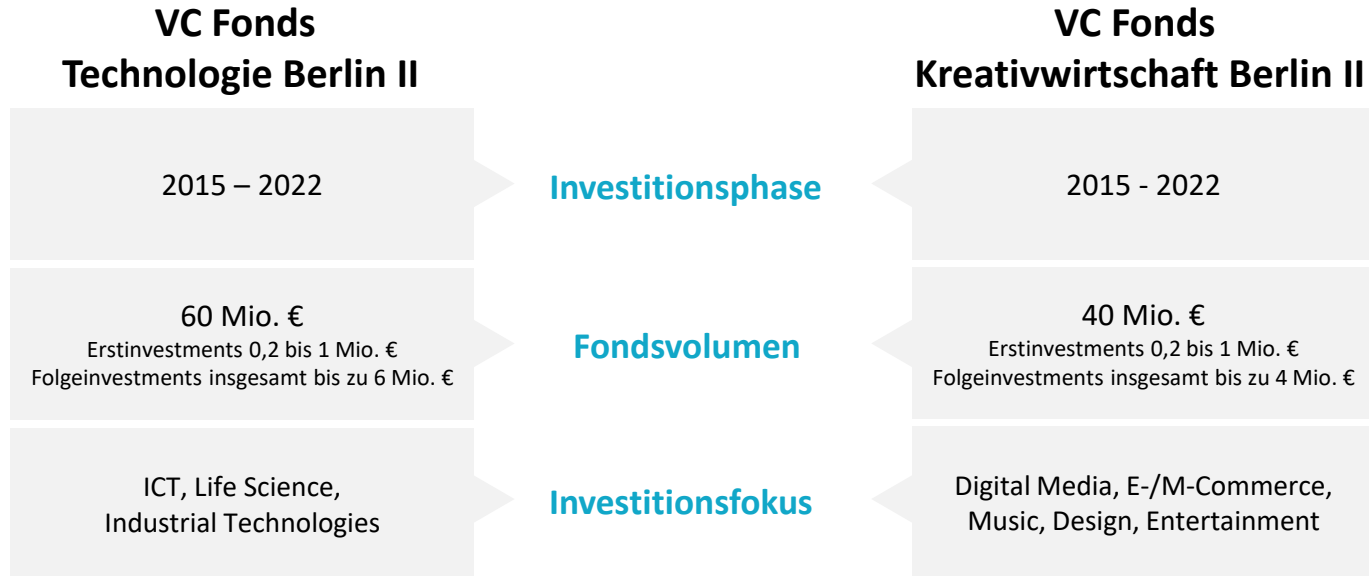 VC Fonds
Technologie Berlin II
VC Fonds
Kreativwirtschaft Berlin II
2015 – 2022
Investitionsphase
2015 - 2022
60 Mio. €
Erstinvestments 0,2 bis 1 Mio. €
Folgeinvestments insgesamt bis zu 6 Mio. €
Fondsvolumen
40 Mio. €
Erstinvestments 0,2 bis 1 Mio. €
Folgeinvestments insgesamt bis zu 4 Mio. €
ICT, Life Science,
Industrial Technologies
Investitionsfokus
Digital Media, E-/M-Commerce,
Music, Design, Entertainment